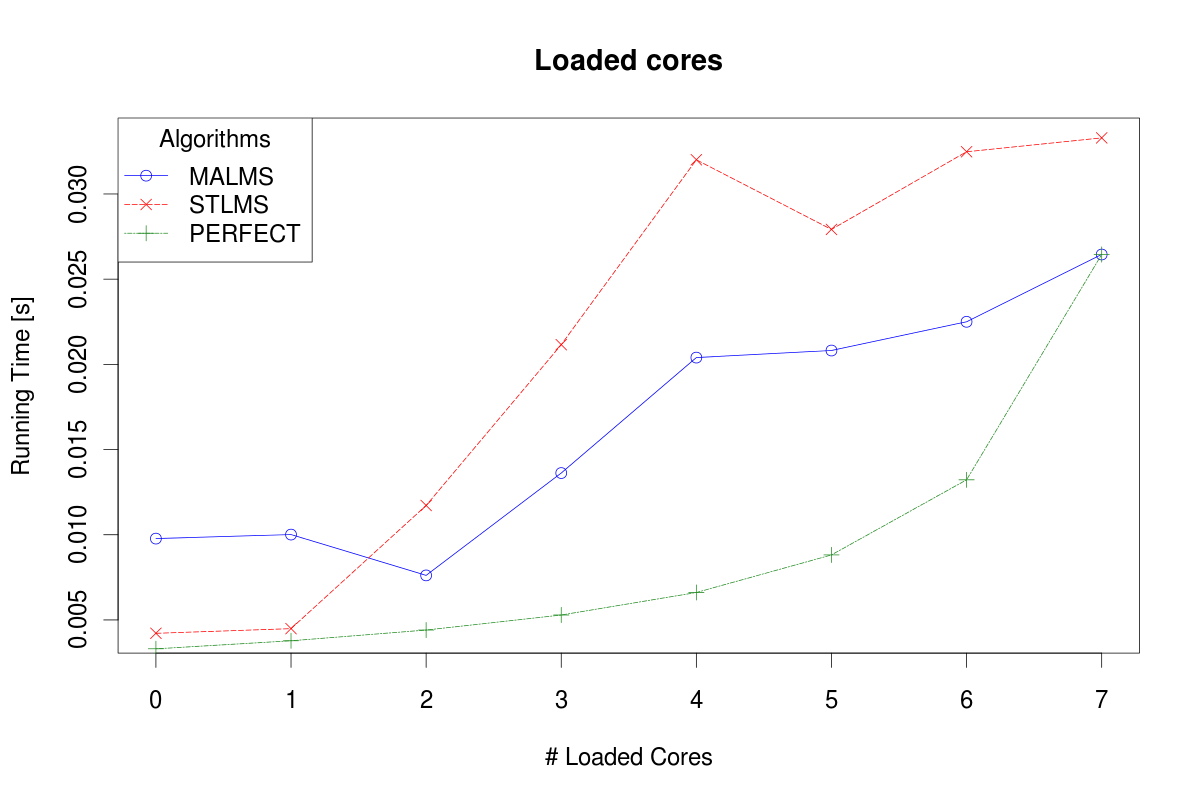 Loaded cores
Algorithms
MALMS
STLMS
PERFECT
Running Time [s]
0.030
0.025
0.020
0.015
0.010
0.005
0 1 2 3 4 5 6 7
# Loaded Cores